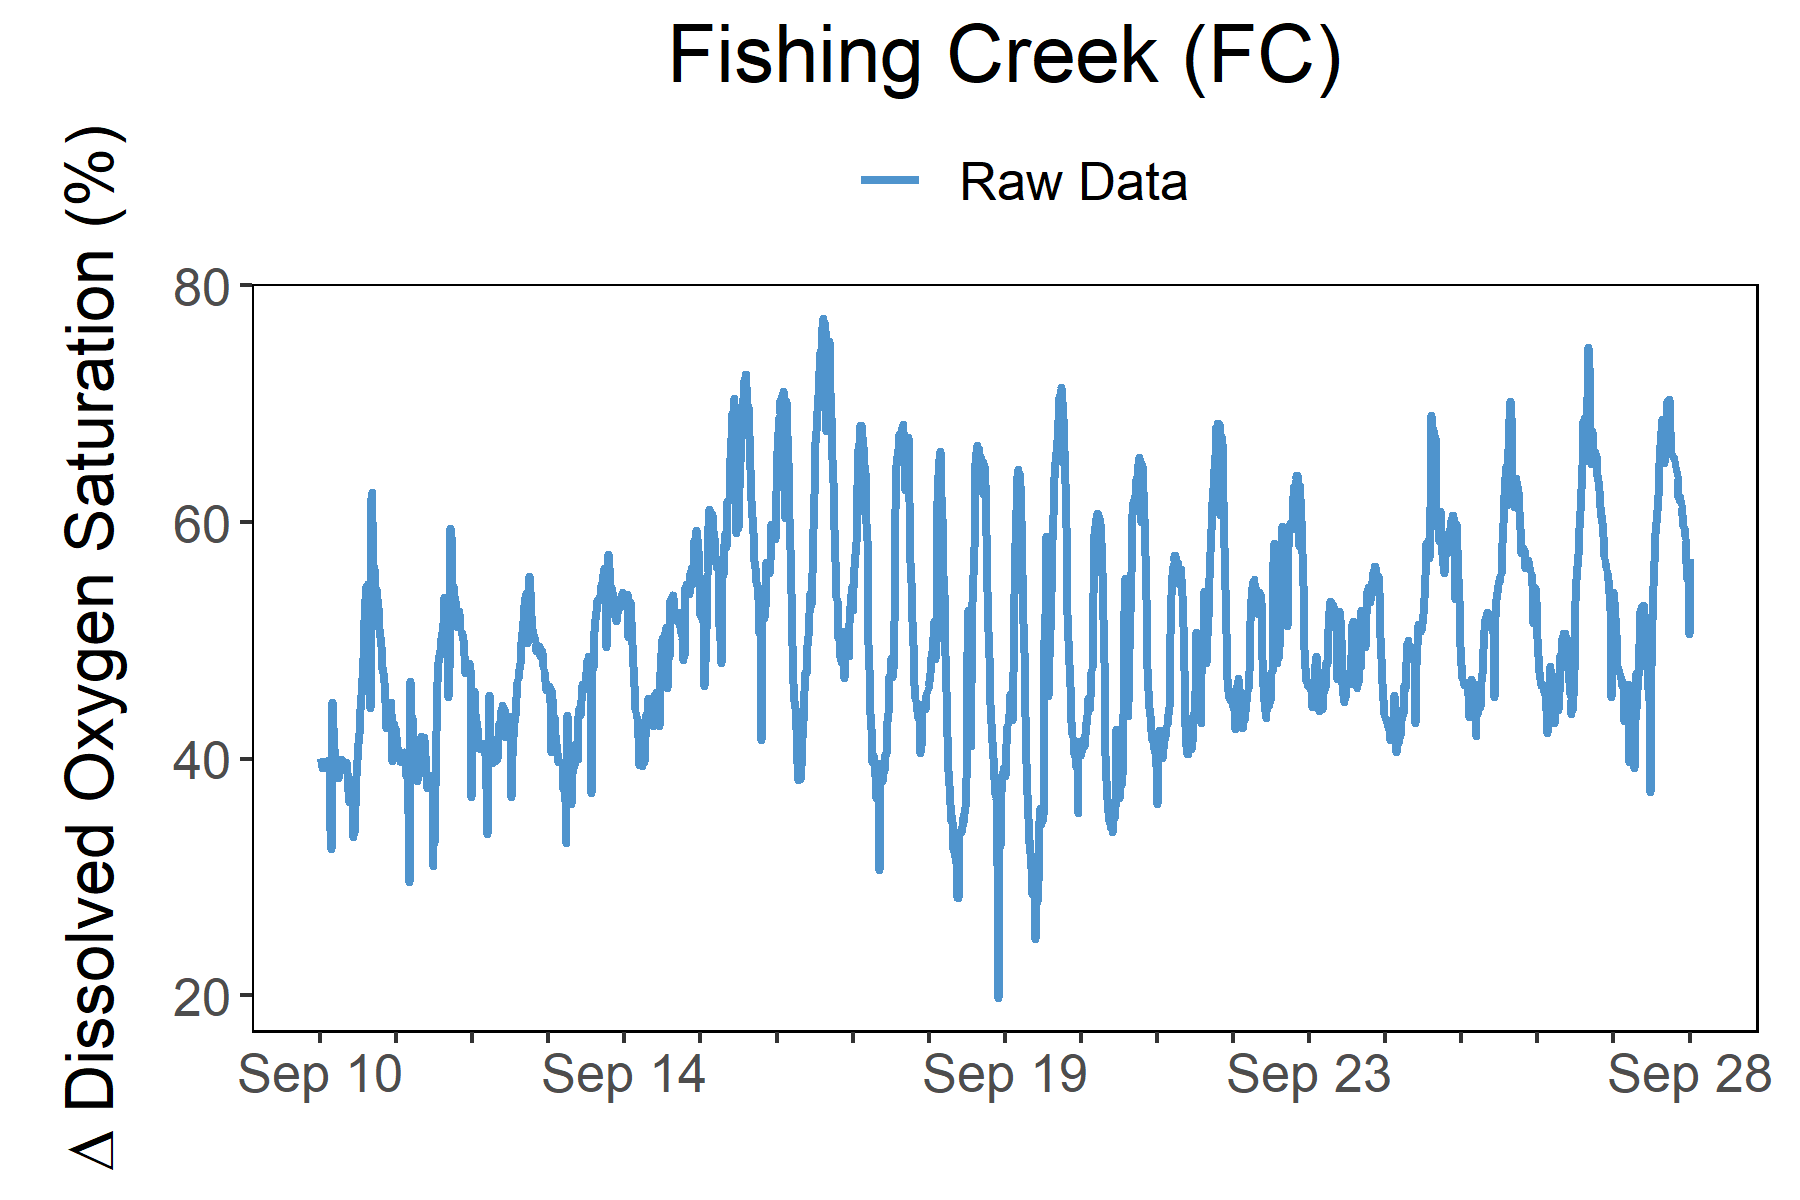 Fishing Creek (FC)
Raw Data
Δ Dissolved Oxygen Saturation (%)
80
60
40
20
Sep 10
Sep 14
Sep 19
Sep 23
Sep 28